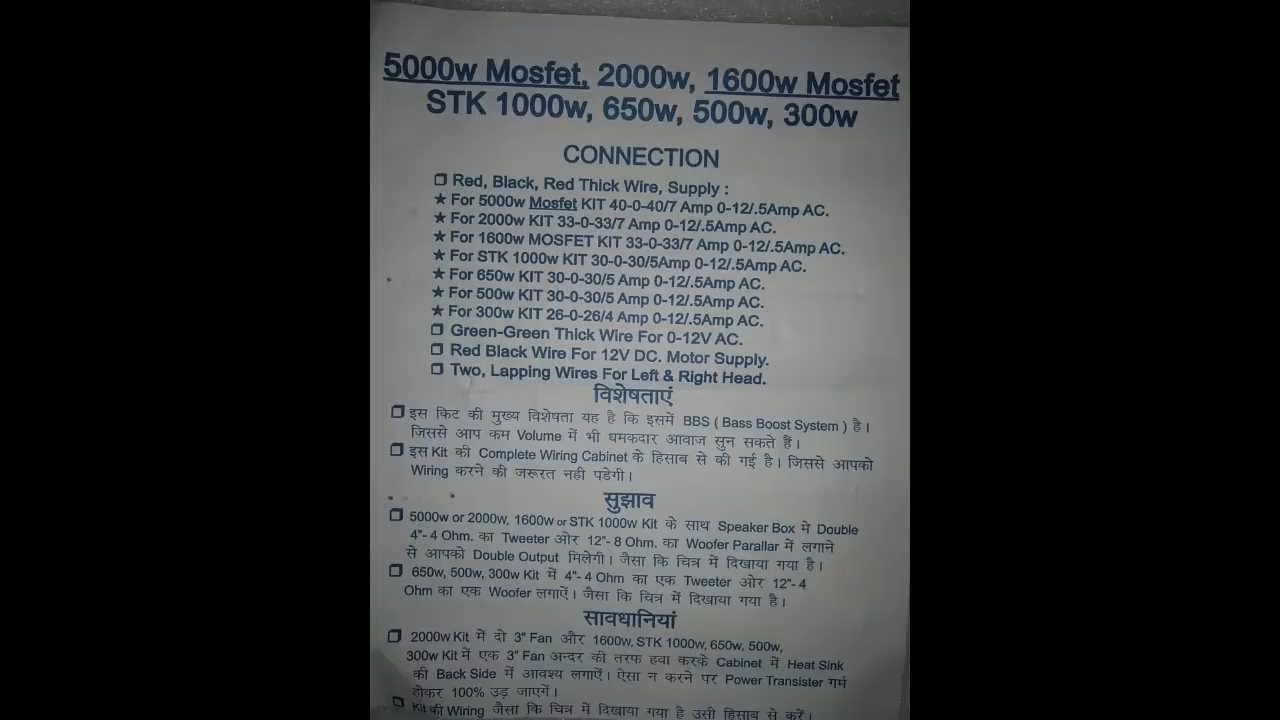 5000w Mosfet, 2000w, 1600w Mosfet
STK 1000w, 650w, 500w, 300w
CONNECTION
❐ Red, Black, Red Thick Wire, Supply :
★ For 5000w Mosfet KIT 40-0-40/7 Amp 0-12/.5Amp AC.
★ For 2000w KIT 33-0-33/7 Amp 0-12/.5Amp AC.
★ For 1600w MOSFET KIT 33-0-33/7 Amp 0-12/.5Amp AC.
★ For STK 1000w KIT 30-0-30/5Amp 0-12/.5Amp AC.
★ For 650w KIT 30-0-30/5 Amp 0-12/.5Amp AC.
★ For 500w KIT 30-0-30/5 Amp 0-12/.5Amp AC.
★ For 300w KIT 26-0-26/4 Amp 0-12/.5Amp AC.
❐ Green-Green Thick Wire For 0-12V AC.
❐ Red Black Wire For 12V DC. Motor Supply.
❐ Two, Lapping Wires For Left & Right Head.
विशेषताएं
❐ इस किट की मुख्य विशेषता यह है कि इसमें BBS ( Bass Boost System ) है।
जिससे आप कम Volume में भी धमकदार आवाज सुन सकते हैं।
❐ इस Kit की Complete Wiring Cabinet के हिसाब से की गई है। जिससे आपको
Wiring करने की जरूरत नही पडेगी।
सुझाव
❐ 5000w or 2000w, 1600w or STK 1000w Kit के साथ Speaker Box मे Double
4"- 4 Ohm. का Tweeter ओर 12"- 8 Ohm. का Woofer Parallar में लगाने
से आपको Double Output मिलेगी। जैसा कि चित्र में दिखाया गया है।
❐ 650w, 500w, 300w Kit में 4"- 4 Ohm का एक Tweeter ओर 12"- 4
Ohm का एक Woofer लगाऐं। जैसा कि चित्र में दिखाया गया है।
सावधानियां
❐ 2000w Kit में दो 3" Fan और 1600w, STK 1000w, 650w, 500w,
300w Kit में एक 3" Fan अन्दर की तरफ हवा करके Cabinet में Heat Sink
की Back Side में आवश्य लगाऐं। ऐसा न करने पर Power Transister गर्म
होकर 100% उड़ जाएगें।
❐ Kit की Wiring जैसा कि चित्र में दिखाया गया है उसी हिसाब से करें।